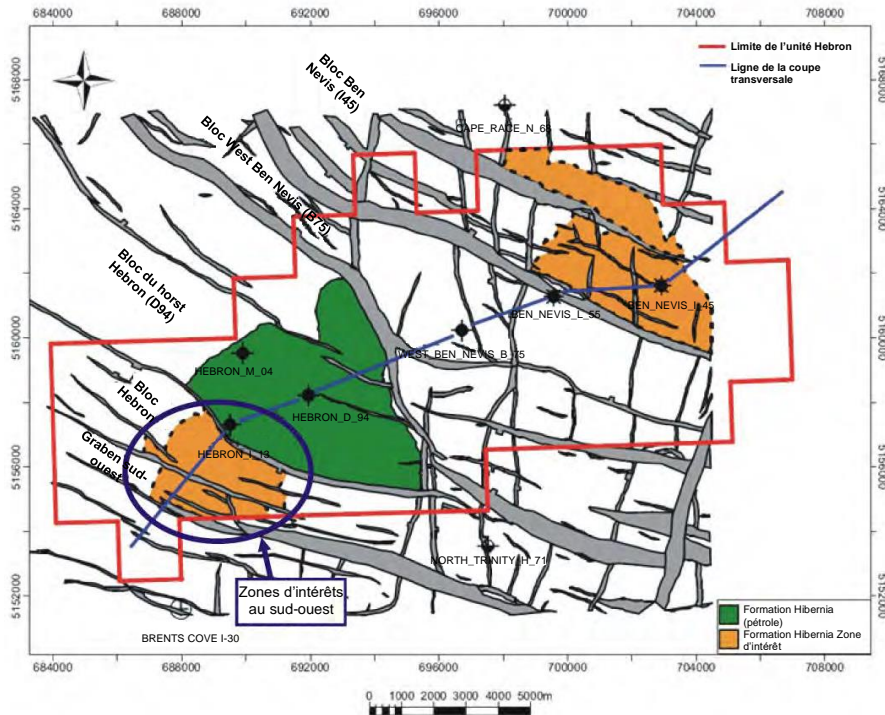 684000 688000 692000 696000 700000 704000 708000
5168000
5168000
Limite de l'unité Hebron
Ligne de la coupe
transversale
Bloc Ben
Nevis (I45)
CAPE_RACE_N_68
Bloc West Ben Nevis (B75)
5164000
5164000
Bloc du horst
Hebron (D94)
BEN_NEVIS_I_45
BEN_NEVIS_L_55
5160000
5160000
WEST_BEN_NEVIS_B_75
HEBRON_M_04
HEBRON_D_94
Bloc
Hebron
HEBRON_I_13
Graben sud-
ouest
5156000
5156000
NORTH_TRINITY_H_71
Zones d'intérêts
au sud-ouest
5152000
5152000
BRENTS COVE I-30
Formation Hibernia
(pétrole)
Formation Hibernia Zone
d'intérêt
684000 688000 692000 696000 700000 704000 708000
0 1000 2000 3000 4000 5000m